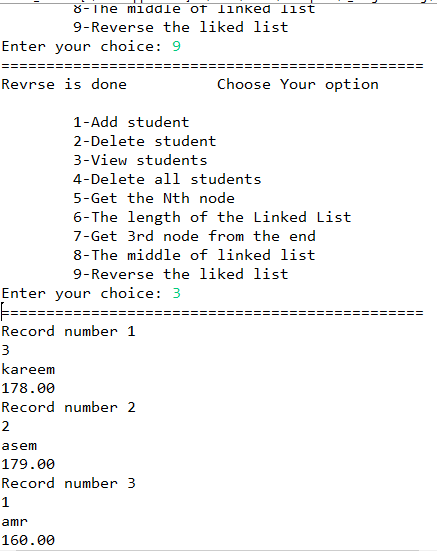 8-The middle of linked list
9-Reverse the liked list
Enter your choice: 9
===============================================
Revrse is done Choose Your option
1-Add student
2-Delete student
3-View students
4-Delete all students
5-Get the Nth node
6-The length of the Linked List
7-Get 3rd node from the end
8-The middle of linked list
9-Reverse the liked list
Enter your choice: 3
===============================================
Record number 1
3
kareem
178.00
Record number 2
2
asem
179.00
Record number 3
1
amr
160.00